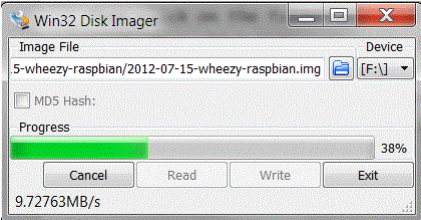 Win32 Disk Imager
Image File
Device
.5-wheezy-raspbian/2012-07-15-wheezy-raspbian.img
[F:\]
MD5 Hash:
Progress
38%
Cancel
Read
Write
Exit
9.72763MB/s